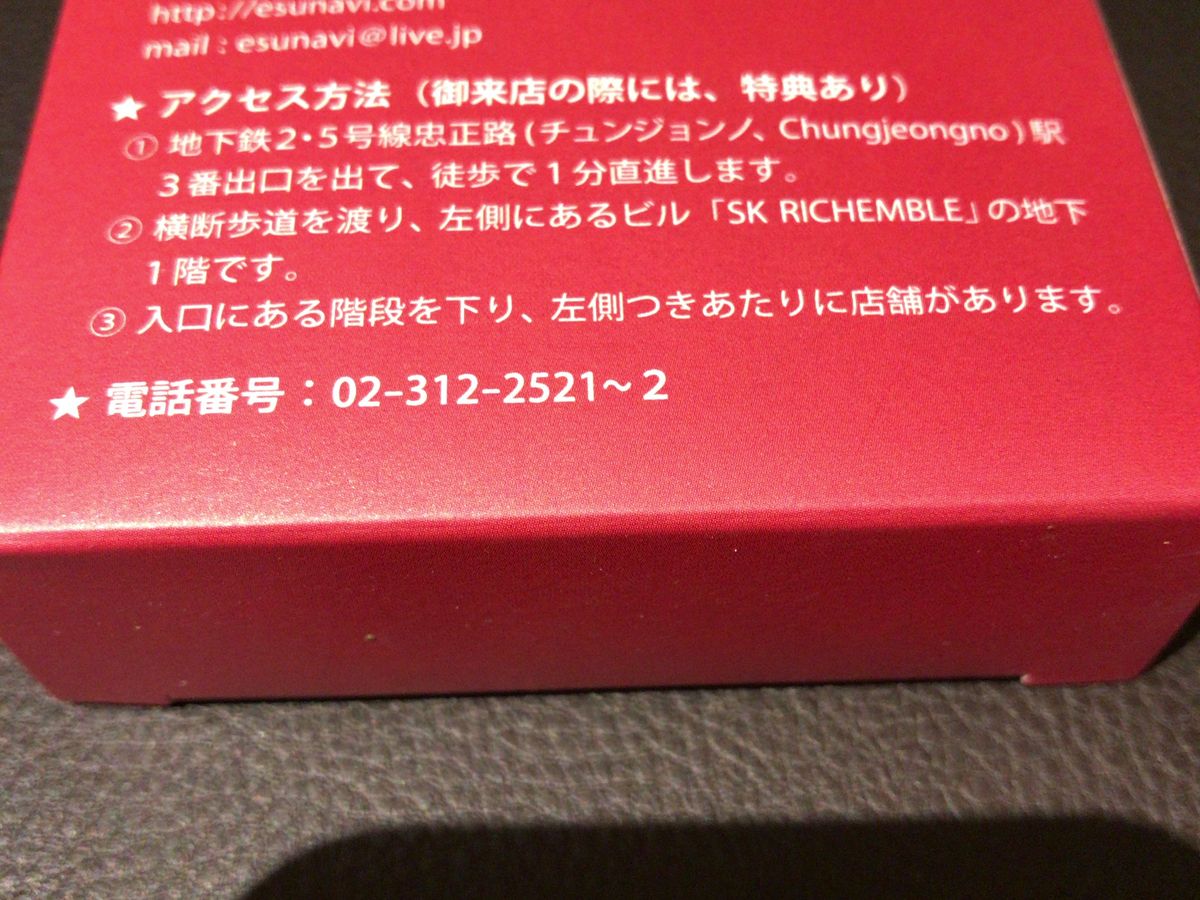 http://esunavi.com
mail : esunavi@live.jp
★ アクセス方法 (御来店の際には、特典あり)
① 地下鉄2・5号線忠正路 (チュンジョンノ、Chungjeongno) 駅
3番出口を出て、徒歩で1分直進します。
② 横断歩道を渡り、左側にあるビル「SK RICHEMBLE」の地下
1階です。
③ 入口にある階段を下り、左側つきあたりに店舗があります。
★ 電話番号 : 02-312-2521~2